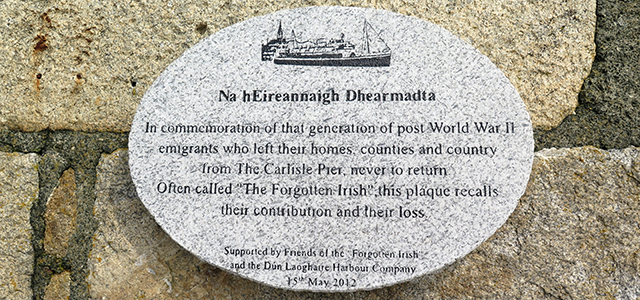 Na hEireannaigh Dhearmadta
In commemoration of that generation of post World War II
emigrants who left their homes, counties and country
from The Carlisle Pier, never to return
Often called "The Forgotten Irish",this plaque recalls
their contribution and their loss
Supported by Friends of the "Forgotten Irish"
and the Dún Laoghaire Harbour Company
15th May 2012